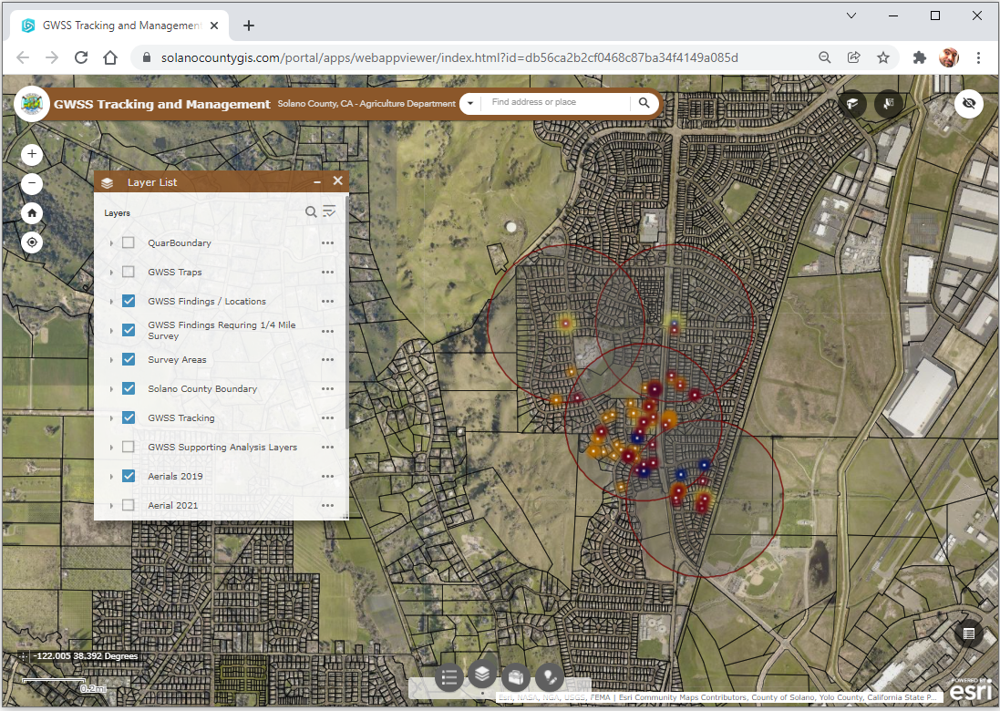 GWSS Tracking and Management
solanocountygis.com/portal/apps/webappviewer/index.html?id=db56ca2b2cf0468c87ba34f4149a085d
GWSS Tracking and Management Solano County, CA - Agriculture Department Find address or place
Layer List
Layers
QuarBoundary
GWSS Traps
GWSS Findings / Locations
GWSS Findings Requring 1/4 Mile
Survey
Survey Areas
Solano County Boundary
GWSS Tracking
GWSS Supporting Analysis Layers
Aerials 2019
Aerial 2021
-122.005 38.392 Degrees
0.2mi
Esri, NASA, NGA, USGS, FEMA | Esri Community Maps Contributors, County of Solano, Yolo County, California State P...
POWERED BY
esri